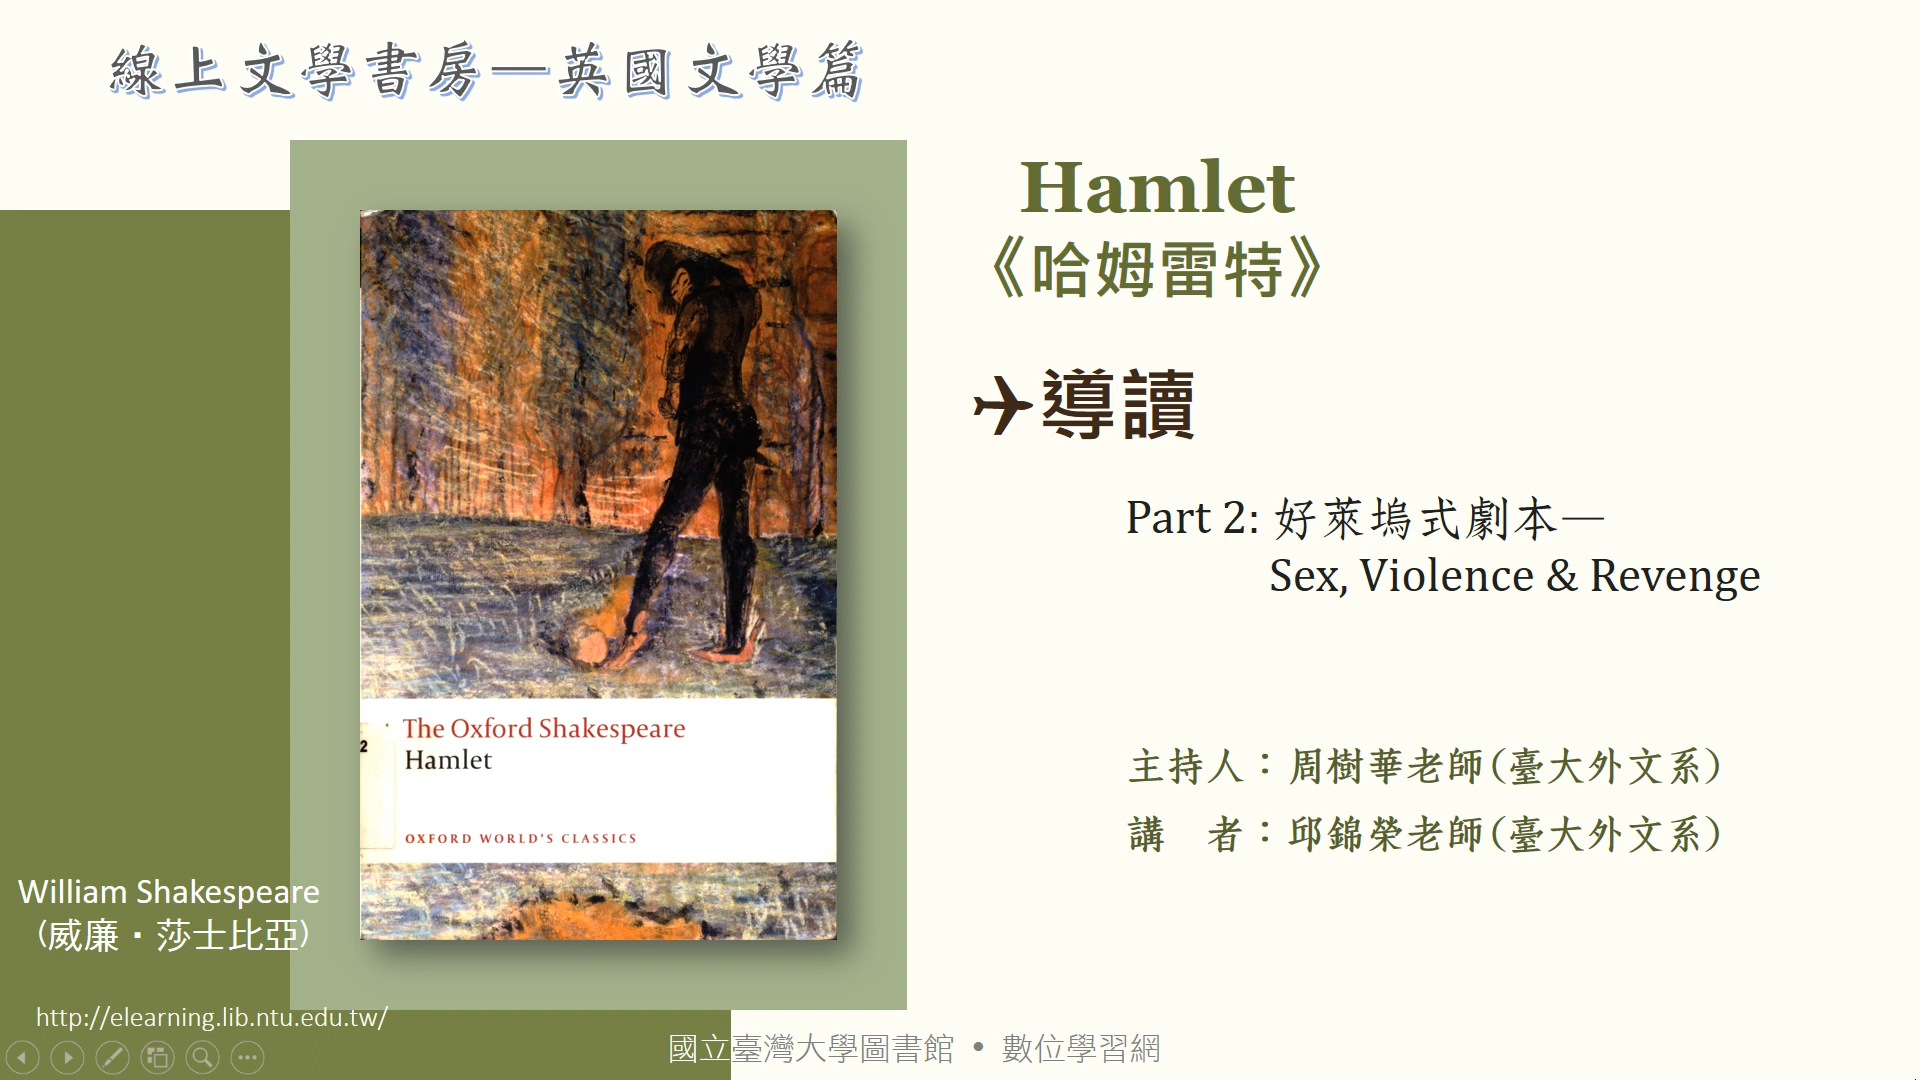 線上文學書房—英國文學篇
Hamlet
《哈姆雷特》
導讀
Part 2: 好萊塢式劇本—
Sex, Violence & Revenge
主持人：周樹華老師(臺大外文系)
講　者：邱錦榮老師(臺大外文系)
2
The Oxford Shakespeare
Hamlet
OXFORD WORLD'S CLASSICS
William Shakespeare
(威廉·莎士比亞)
http://elearning.lib.ntu.edu.tw/
國立臺灣大學圖書館 • 數位學習網